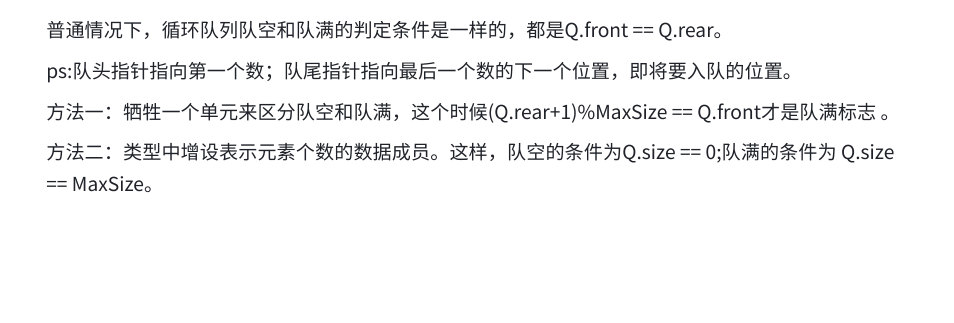 普通情况下，循环队列队空和队满的判定条件是一样的，都是Q.front == Q.rear。
ps:队头指针指向第一个数；队尾指针指向最后一个数的下一个位置，即将要入队的位置。
方法一：牺牲一个单元来区分队空和队满，这个时候(Q.rear+1)%MaxSize == Q.front才是队满标志 。
方法二：类型中增设表示元素个数的数据成员。这样，队空的条件为Q.size == 0;队满的条件为 Q.size
== MaxSize。